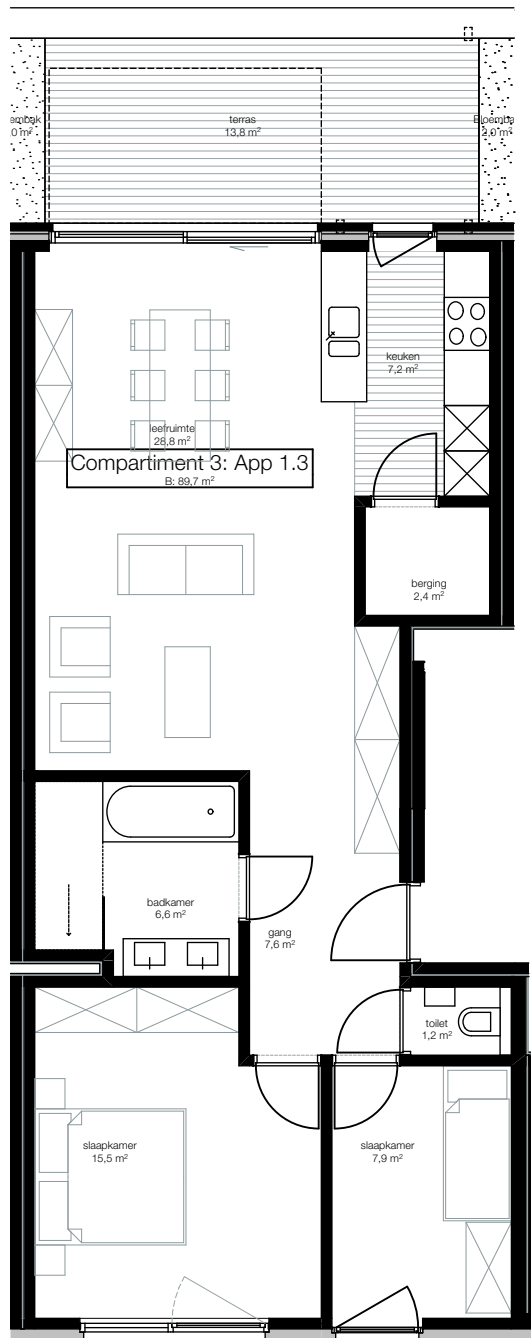 terras
13,8 m²
keuken
7,2 m²
leefruimte
28,8 m²
Compartiment 3: App 1.3
B: 89,7 m²
berging
2,4 m²
badkamer
6,6 m²
gang
7,6 m²
toilet
1,2 m²
slaapkamer
15,5 m²
slaapkamer
7,9 m²